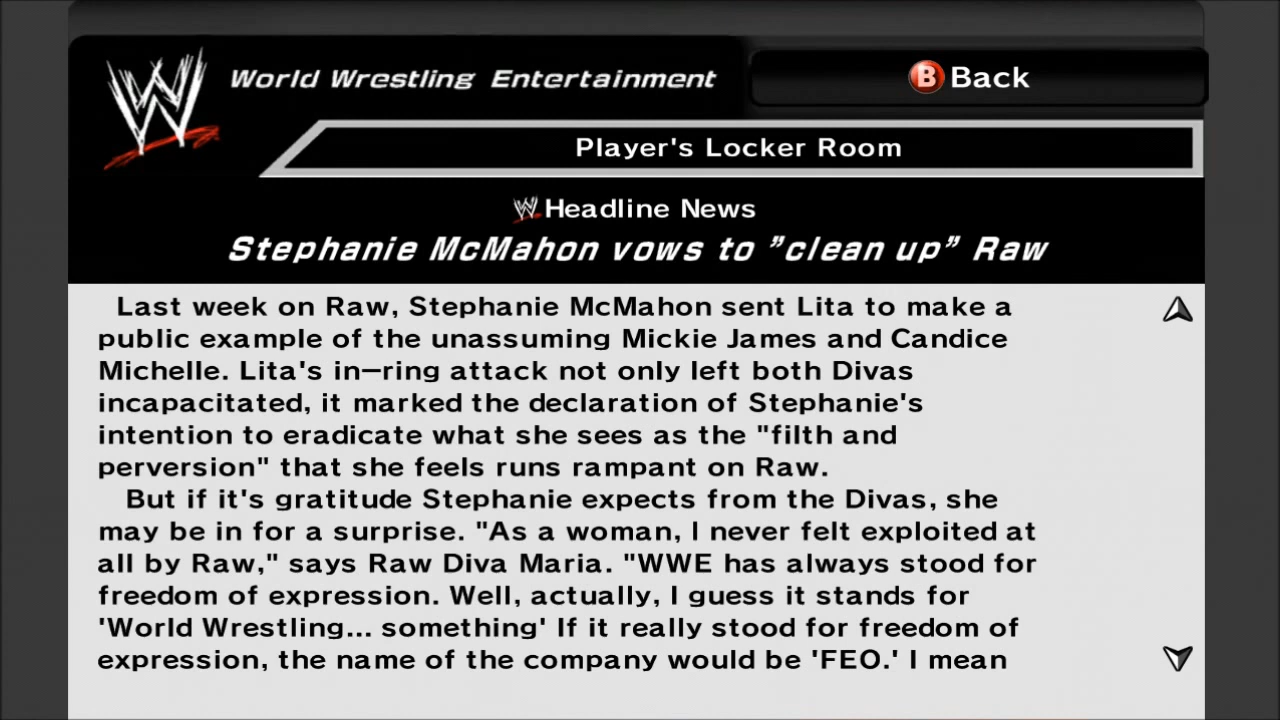 World Wrestling Entertainment
B Back
Player's Locker Room
W Headline News
Stephanie McMahon vows to ”clean up” Raw
Last week on Raw, Stephanie McMahon sent Lita to make a
public example of the unassuming Mickie James and Candice
Michelle. Lita's in—ring attack not only left both Divas
incapacitated, it marked the declaration of Stephanie's
intention to eradicate what she sees as the "filth and
perversion" that she feels runs rampant on Raw.
But if it's gratitude Stephanie expects from the Divas, she
may be in for a surprise. "As a woman, I never felt exploited at
all by Raw," says Raw Diva Maria. "WWE has always stood for
freedom of expression. Well, actually, I guess it stands for
'World Wrestling... something' If it really stood for freedom of
expression, the name of the company would be 'FEO.' I mean